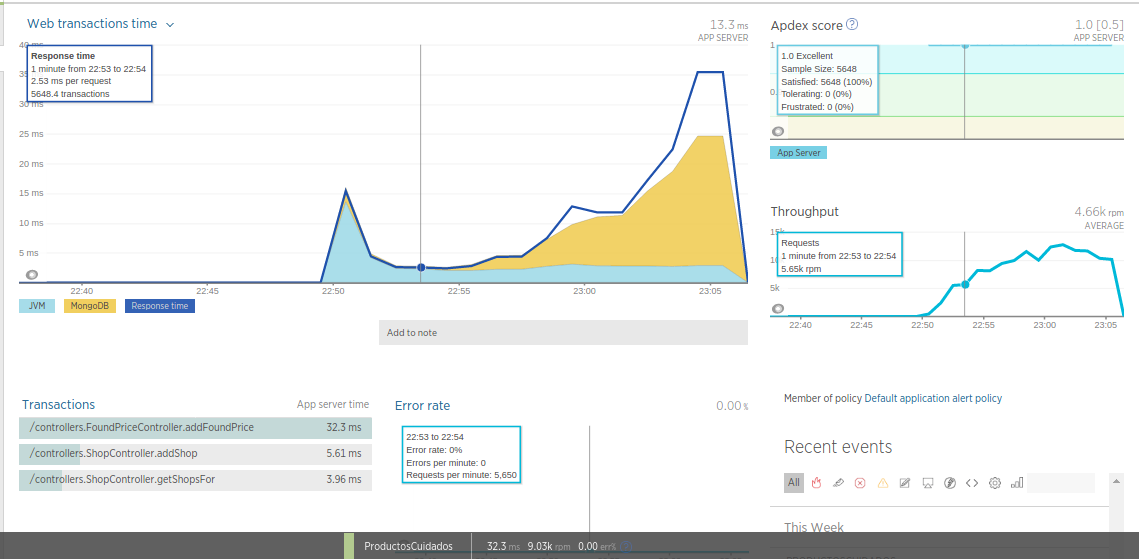 Web transactions time
13.3 ms
APP SERVER
40 ms
35
30 ms
25 ms
20 ms
15 ms
10 ms
5 ms
Response time
1 minute from 22:53 to 22:54
2.53 ms per request
5648.4 transactions
22:40
22:45
22:50
22:55
23:00
23:05
JVM
MongoDB
Response time
Add to note
Apdex score ?
1.0 [0.5]
APP SERVER
1
0.
1.0 Excellent
Sample Size: 5648
Satisfied: 5648 (100%)
Tolerating: 0 (0%)
Frustrated: 0 (0%)
App Server
Throughput
4.66k rpm
AVERAGE
15k
10
5k
Requests
1 minute from 22:53 to 22:54
5.65k rpm
22:40
22:45
22:50
22:55
23:00
23:05
Transactions
App server time
/controllers.FoundPriceController.addFoundPrice 32.3 ms
/controllers.ShopController.addShop 5.61 ms
/controllers.ShopController.getShopsFor 3.96 ms
Error rate
0.00 %
22:53 to 22:54
Error rate: 0%
Errors per minute: 0
Requests per minute: 5,650
Member of policy Default application alert policy
Recent events
All
This Week
ProductosCuidados 32.3 ms 9.03k rpm 0.00 err%